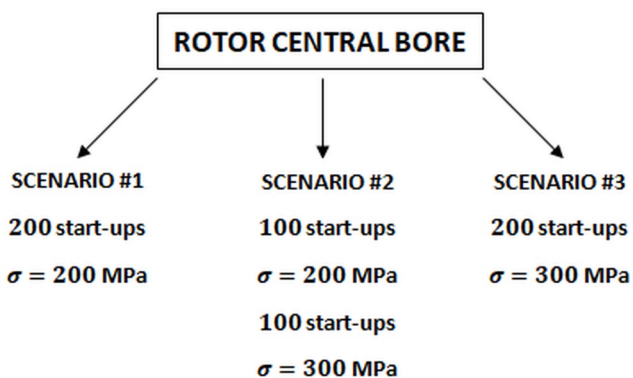 ROTOR CENTRAL BORE
SCENARIO #1
200 start-ups
σ = 200 MPa
SCENARIO #2
100 start-ups
σ = 200 MPa
100 start-ups
σ = 300 MPa
SCENARIO #3
200 start-ups
σ = 300 MPa